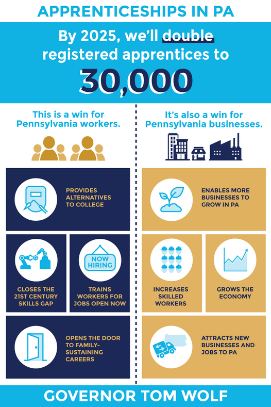 APPRENTICESHIPS IN PA
By 2025, we'll double
registered apprentices to
30,000
This is a win for
Pennsylvania workers.
It's also a win for
Pennsylvania businesses.
PROVIDES
ALTERNATIVES
TO COLLEGE
ENABLES MORE
BUSINESSES TO
GROW IN PA
CLOSES THE
21ST CENTURY
SKILLS GAP
NOW
HIRING
TRAINS
WORKERS FOR
JOBS OPEN NOW
INCREASES
SKILLED
WORKERS
GROWS THE
ECONOMY
OPENS THE DOOR
TO FAMILY-
SUSTAINING
CAREERS
ATTRACTS NEW
BUSINESSES AND
JOBS TO PA
GOVERNOR TOM WOLF